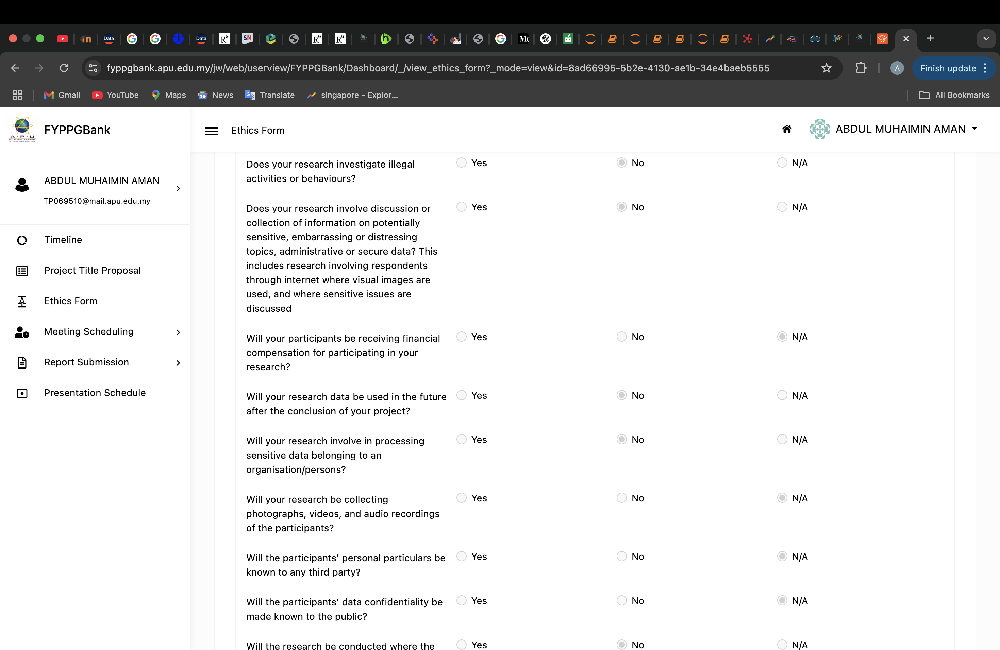 Data
Data
RG
SN
RG
RG
fyppgbank.apu.edu.my/jw/web/userview/FYPPGBank/Dashboard/_/view_ethics_form?_mode=view&id=8ad66995-5b2e-4130-ae1b-34e4baeb5555
A
Finish update
Gmail
YouTube
Maps
News
Translate
singapore - Explor...
All Bookmarks
A·P·U
FYPPGBank
Ethics Form
ABDUL MUHAIMIN AMAN
ABDUL MUHAIMIN AMAN
TP069510@mail.apu.edu.my
Timeline
Project Title Proposal
Ethics Form
Meeting Scheduling
Report Submission
Presentation Schedule
Does your research investigate illegal
activities or behaviours?
Yes
No
N/A
Does your research involve discussion or
collection of information on potentially
sensitive, embarrassing or distressing
topics, administrative or secure data? This
includes research involving respondents
through internet where visual images are
used, and where sensitive issues are
discussed
Yes
No
N/A
Will your participants be receiving financial
compensation for participating in your
research?
Yes
No
N/A
Will your research data be used in the future
after the conclusion of your project?
Yes
No
N/A
Will your research involve in processing
sensitive data belonging to an
organisation/persons?
Yes
No
N/A
Will your research be collecting
photographs, videos, and audio recordings
of the participants?
Yes
No
N/A
Will the participants’ personal particulars be
known to any third party?
Yes
No
N/A
Will the participants’ data confidentiality be
made known to the public?
Yes
No
N/A
Will the research be conducted where the
Yes
No
N/A